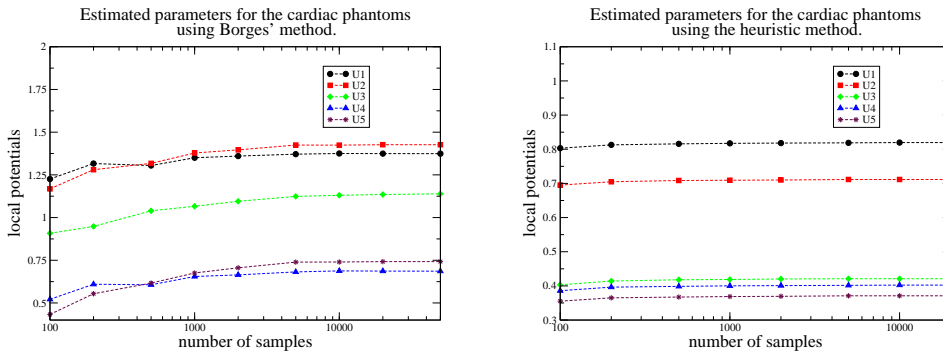 Estimated parameters for the cardiac phantoms
using Borges' method.
2
1.75
1.5
1.25
1
0.75
0.5
local potentials
U1
U2
U3
U4
U5
100
1000
10000
number of samples
Estimated parameters for the cardiac phantoms
using the heuristic method.
1.1
1
0.9
0.8
0.7
0.6
0.5
0.4
0.3
local potentials
U1
U2
U3
U4
U5
100
1000
10000
number of samples